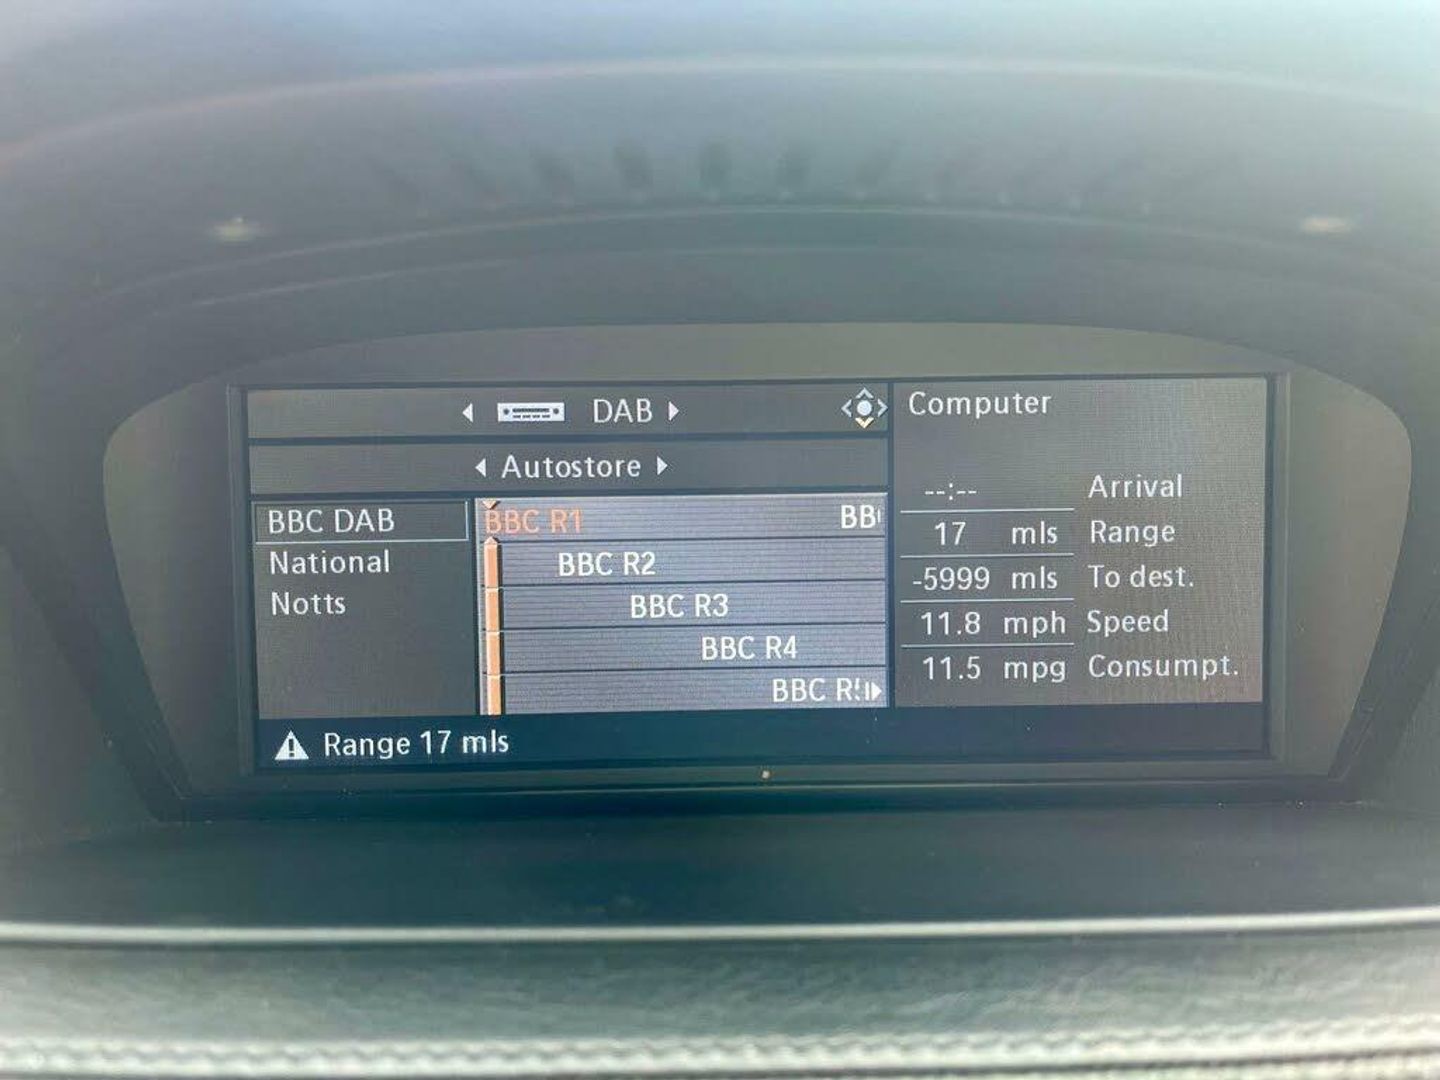 DAB
Autostore
BBC DAB
National
Notts
BBC R1
BBC R2
BBC R3
BBC R4
BBC
Range 17 mls
Computer
--:-- Arrival
17 mls Range
-5999 mls To dest.
11.8 mph Speed
11.5 mpg Consumpt.